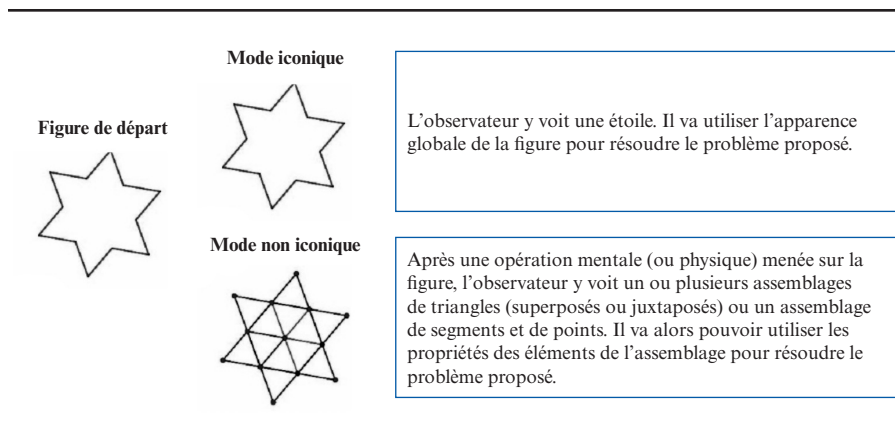 Mode iconique
Figure de départ
L'observateur y voit une étoile. Il va utiliser l'apparence
globale de la figure pour résoudre le problème proposé.
Mode non iconique
Après une opération mentale (ou physique) menée sur la
figure, l'observateur y voit un ou plusieurs assemblages
de triangles (superposés ou juxtaposés) ou un assemblage
de segments et de points. Il va alors pouvoir utiliser les
propriétés des éléments de l'assemblage pour résoudre le
problème proposé.